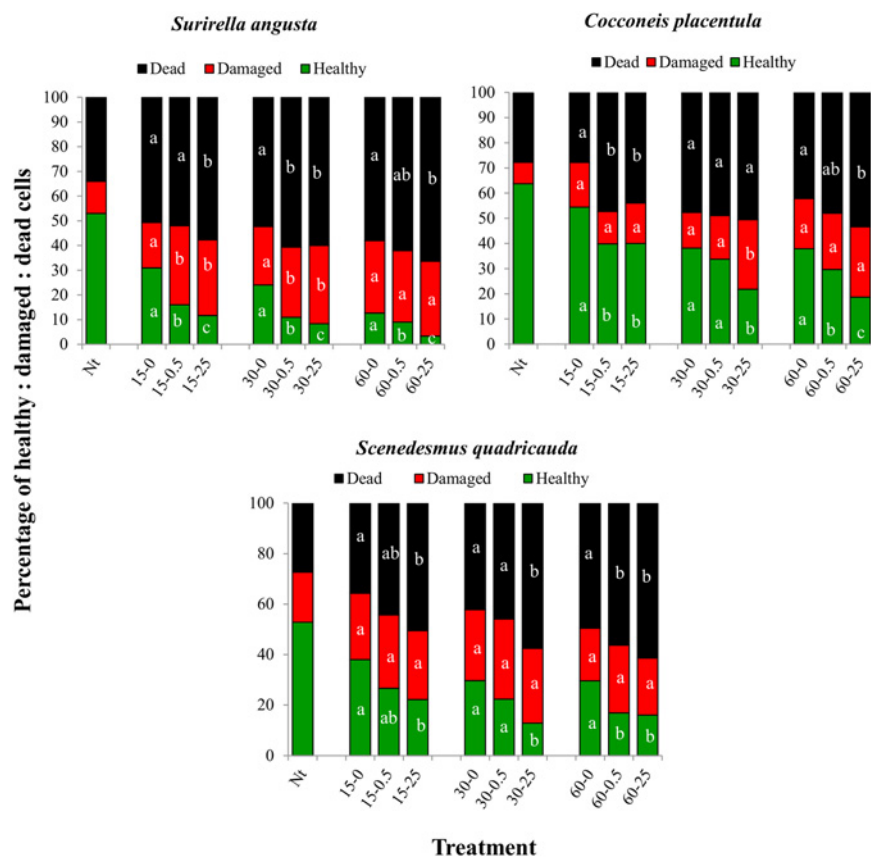 Surirella angusta
Dead Damaged Healthy
100
90
80
70
60
50
40
30
20
10
0
a a b a b b a ab b
a b b a b b a a a
a b c a b c a b c
Nt 15-0 15-0.5 15-25 30-0 30-0.5 30-25 60-0 60-0.5 60-25
Cocconeis placentula
Dead Damaged Healthy
100
90
80
70
60
50
40
30
20
10
0
a b b a a a a ab b
a a a a a a a a a
a b b a a b a b c
Nt 15-0 15-0.5 15-25 30-0 30-0.5 30-25 60-0 60-0.5 60-25
Percentage of healthy : damaged : dead cells
Scenedesmus quadricauda
Dead Damaged Healthy
100
80
60
40
20
0
a ab b a a b a b b
a a a a a a a a a
a ab b a a b a b b
Nt 15-0 15-0.5 15-25 30-0 30-0.5 30-25 60-0 60-0.5 60-25
Treatment